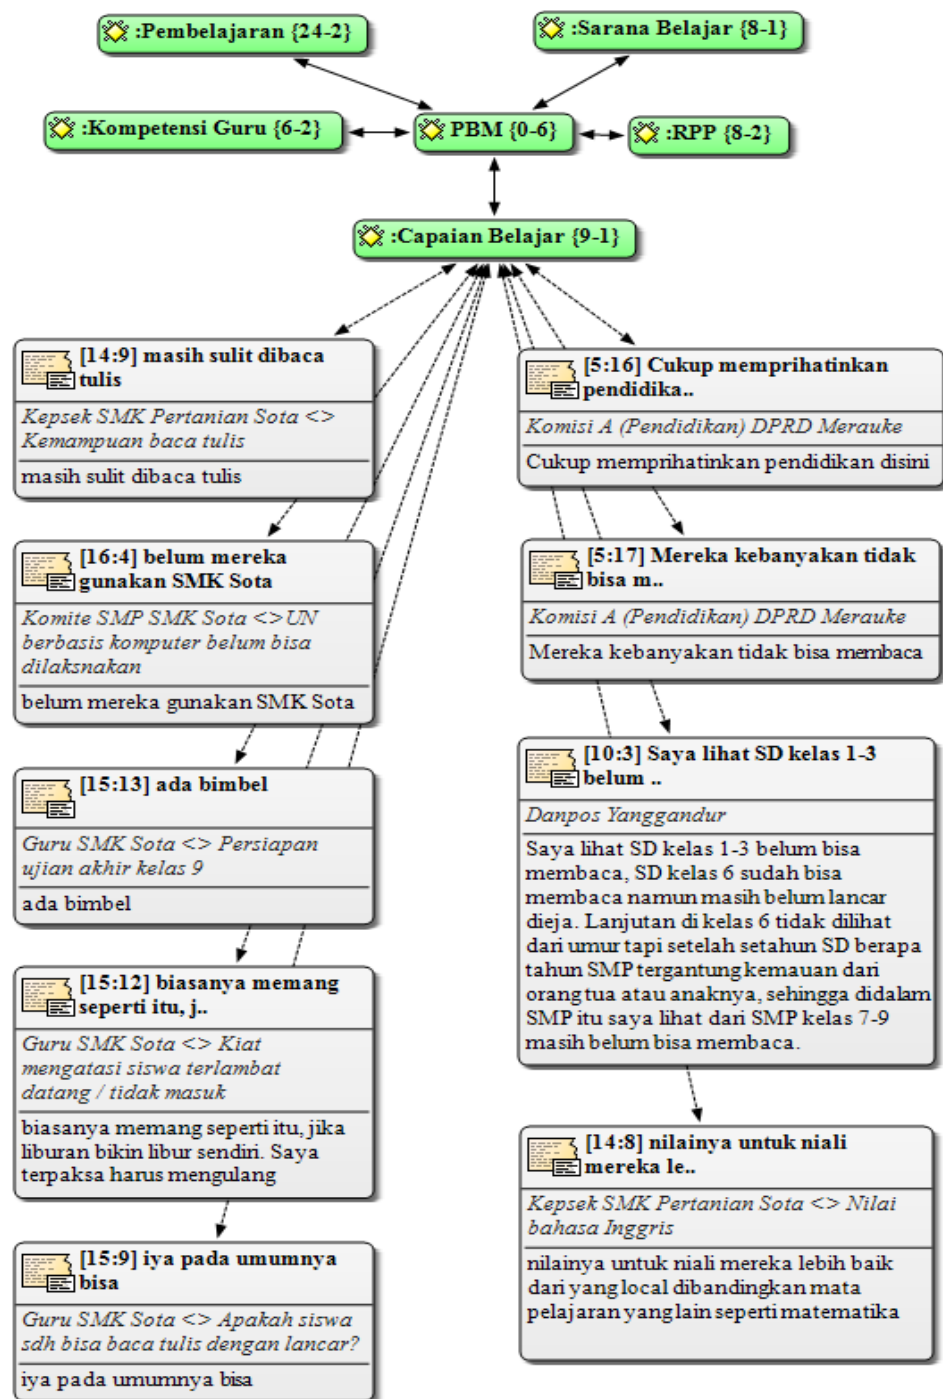 :Pembelajaran {24-2}
:Sarana Belajar {8-1}
:Kompetensi Guru {6-2}
PBM {0-6}
:RPP {8-2}
:Capaian Belajar {9-1}
[14:9] masih sulit dibaca
tulis
Kepsek SMK Pertanian Sota <>
Kemampuan baca tulis
masih sulit dibaca tulis
[16:4] belum mereka
gunakan SMK Sota
Komite SMP SMK Sota <>UN
berbasis komputer belum bisa
dilaksnakan
belum mereka gunakan SMK Sota
[15:13] ada bimbel
Guru SMK Sota <> Persiapan
ujian akhir kelas 9
ada bimbel
[15:12] biasanya memang
seperti itu, j..
Guru SMK Sota <> Kiat
mengatasi siswa terlambat
datang / tidak masuk
biasanya memang seperti itu, jika
liburan bikin libur sendiri. Saya
terpaksa harus mengulang
[15:9] iya pada umumnya
bisa
Guru SMK Sota <> Apakah siswa
sdh bisa baca tulis dengan lancar?
iya pada umumnya bisa
[5:16] Cukup memprihatinkan
pendidika..
Komisi A (Pendidikan) DPRD Merauke
Cukup memprihatinkan pendidikan disini
[5:17] Mereka kebanyakan tidak
bisa m..
Komisi A (Pendidikan) DPRD Merauke
Mereka kebanyakan tidak bisa membaca
[10:3] Saya lihat SD kelas 1-3
belum ..
Danpos Yanggandur
Saya lihat SD kelas 1-3 belum bisa
membaca, SD kelas 6 sudah bisa
membaca namun masih belum lancar
dieja. Lanjutan di kelas 6 tidak dilihat
dari umur tapi setelah setahun SD berapa
tahun SMP tergantung kemauan dari
orang tua atau anaknya, sehingga didalam
SMP itu saya lihat dari SMP kelas 7-9
masih belum bisa membaca.
[14:8] nilainya untuk niali
mereka le..
Kepsek SMK Pertanian Sota <> Nilai
bahasa Inggris
nilainya untuk niali mereka lebih baik
dari yang local dibandingkan mata
pelajaran yang lain seperti matematika